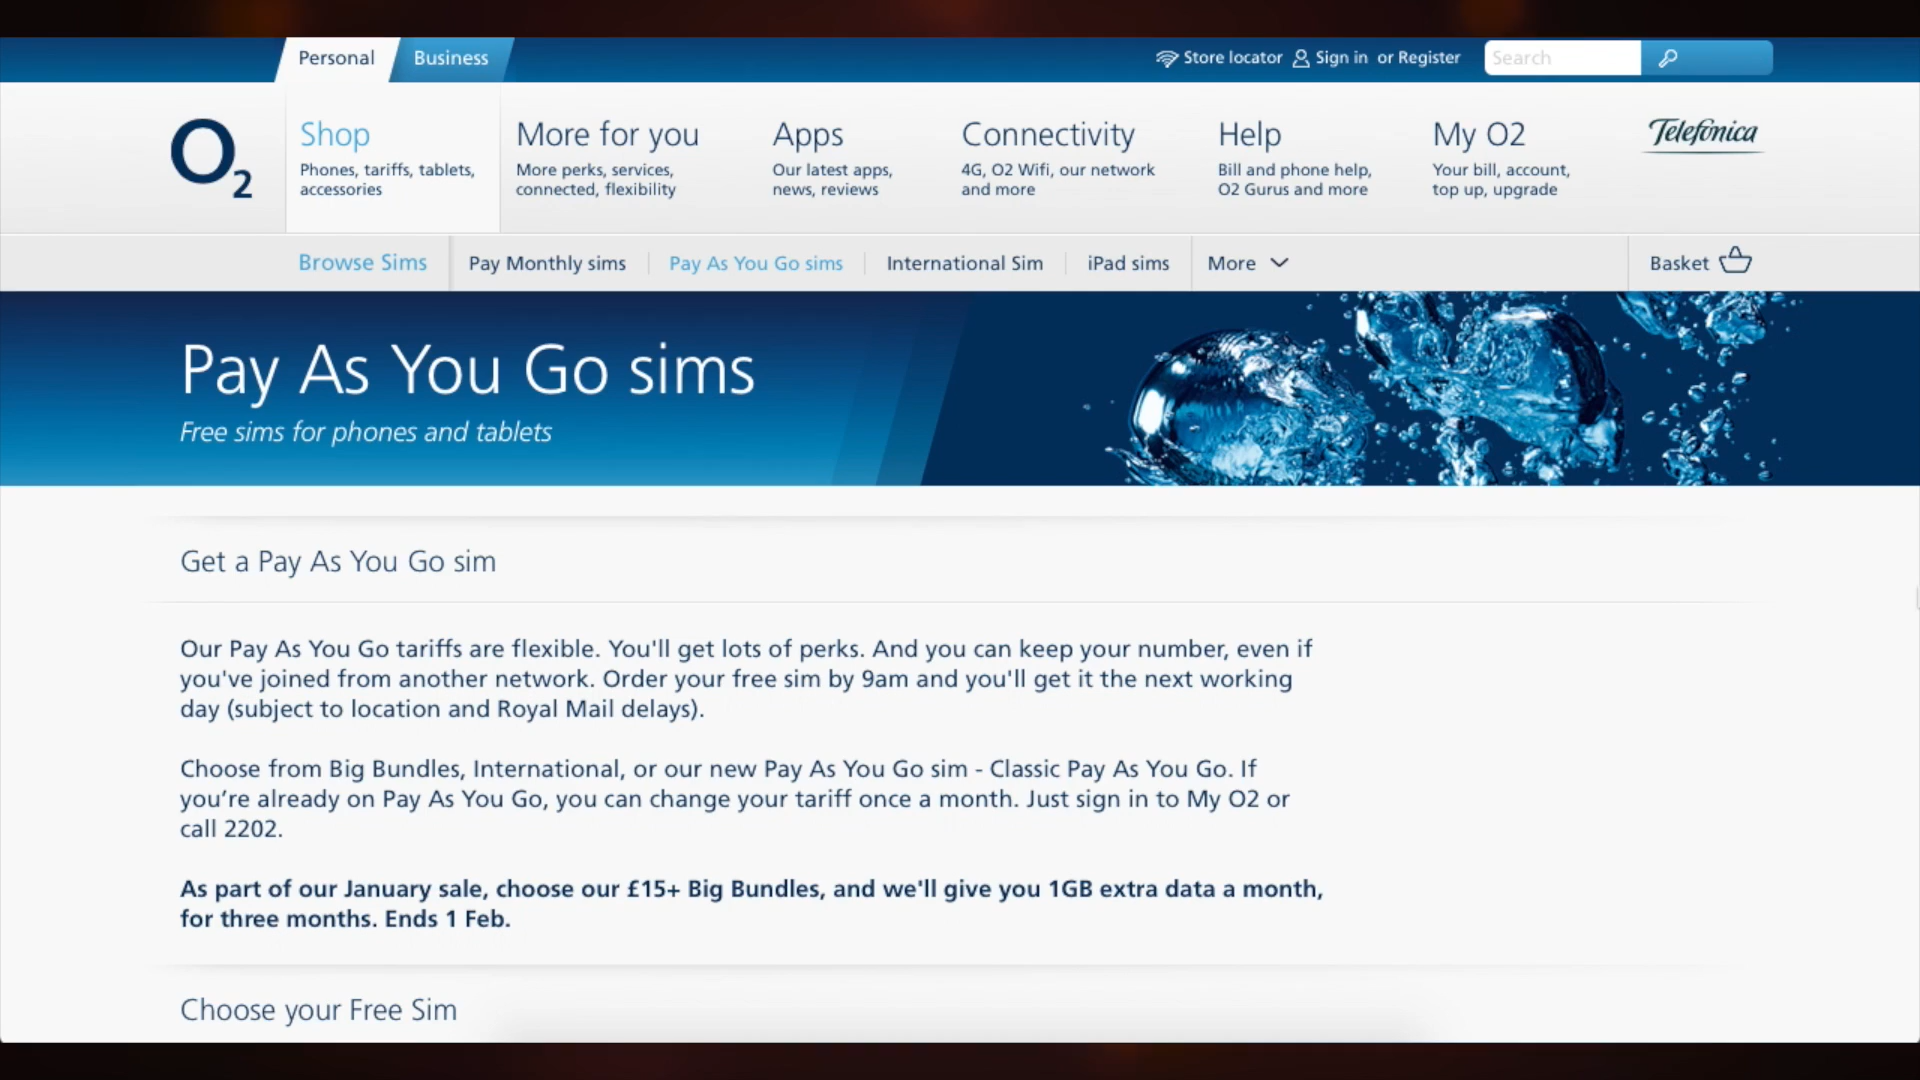 Personal
Business
Store locator
Sign in or Register
Search
O2
Shop
Phones, tariffs, tablets,
accessories
More for you
More perks, services,
connected, flexibility
Apps
Our latest apps,
news, reviews
Connectivity
4G, O2 Wifi, our network
and more
Help
Bill and phone help,
O2 Gurus and more
My O2
Your bill, account,
top up, upgrade
Telefónica
Browse Sims
Pay Monthly sims
Pay As You Go sims
International Sim
iPad sims
More
Basket
Pay As You Go sims
Free sims for phones and tablets
Get a Pay As You Go sim
Our Pay As You Go tariffs are flexible. You'll get lots of perks. And you can keep your number, even if
you've joined from another network. Order your free sim by 9am and you'll get it the next working
day (subject to location and Royal Mail delays).
Choose from Big Bundles, International, or our new Pay As You Go sim - Classic Pay As You Go. If
you’re already on Pay As You Go, you can change your tariff once a month. Just sign in to My O2 or
call 2202.
As part of our January sale, choose our £15+ Big Bundles, and we'll give you 1GB extra data a month,
for three months. Ends 1 Feb.
Choose your Free Sim